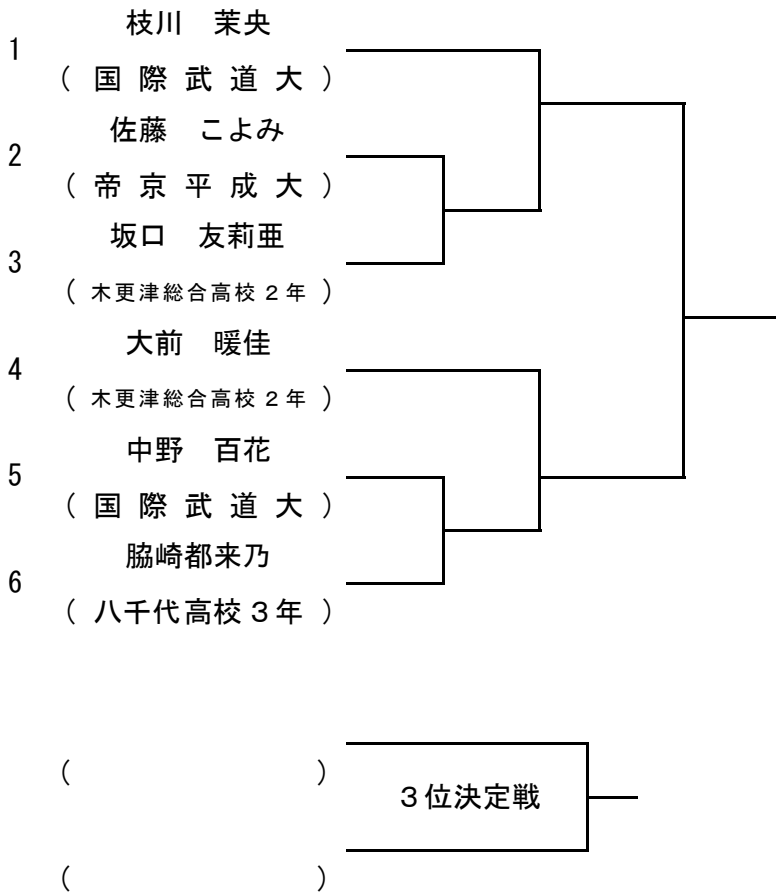 枝川　茉央
1
（国際武道大）
佐藤　こよみ
2
（帝京平成大）
坂口　友莉亜
3
（木更津総合高校２年）
大前　暖佳
4
（木更津総合高校２年）
中野　百花
5
（国際武道大）
脇崎都来乃
6
（八千代高校３年）
（　　　　　　　）
３位決定戦
（　　　　　　　）